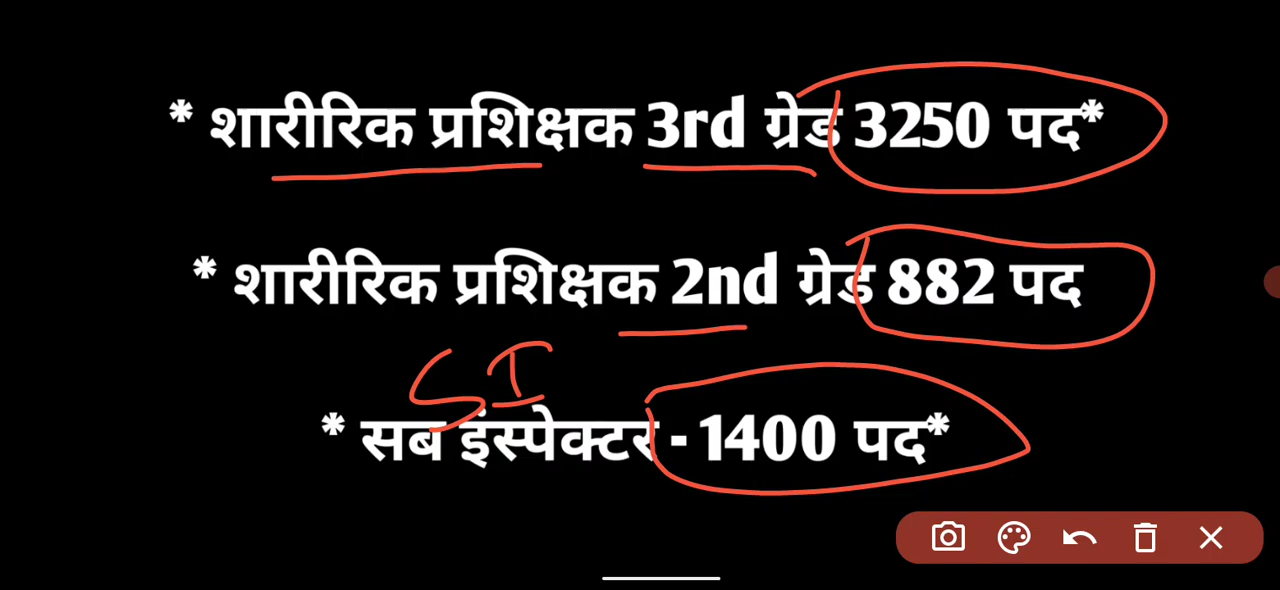 * शारीरिक प्रशिक्षक 3rd ग्रेड 3250 पद*
* शारीरिक प्रशिक्षक 2nd ग्रेड 882 पद
SI
* सब इंस्पेक्टर - 1400 पद*